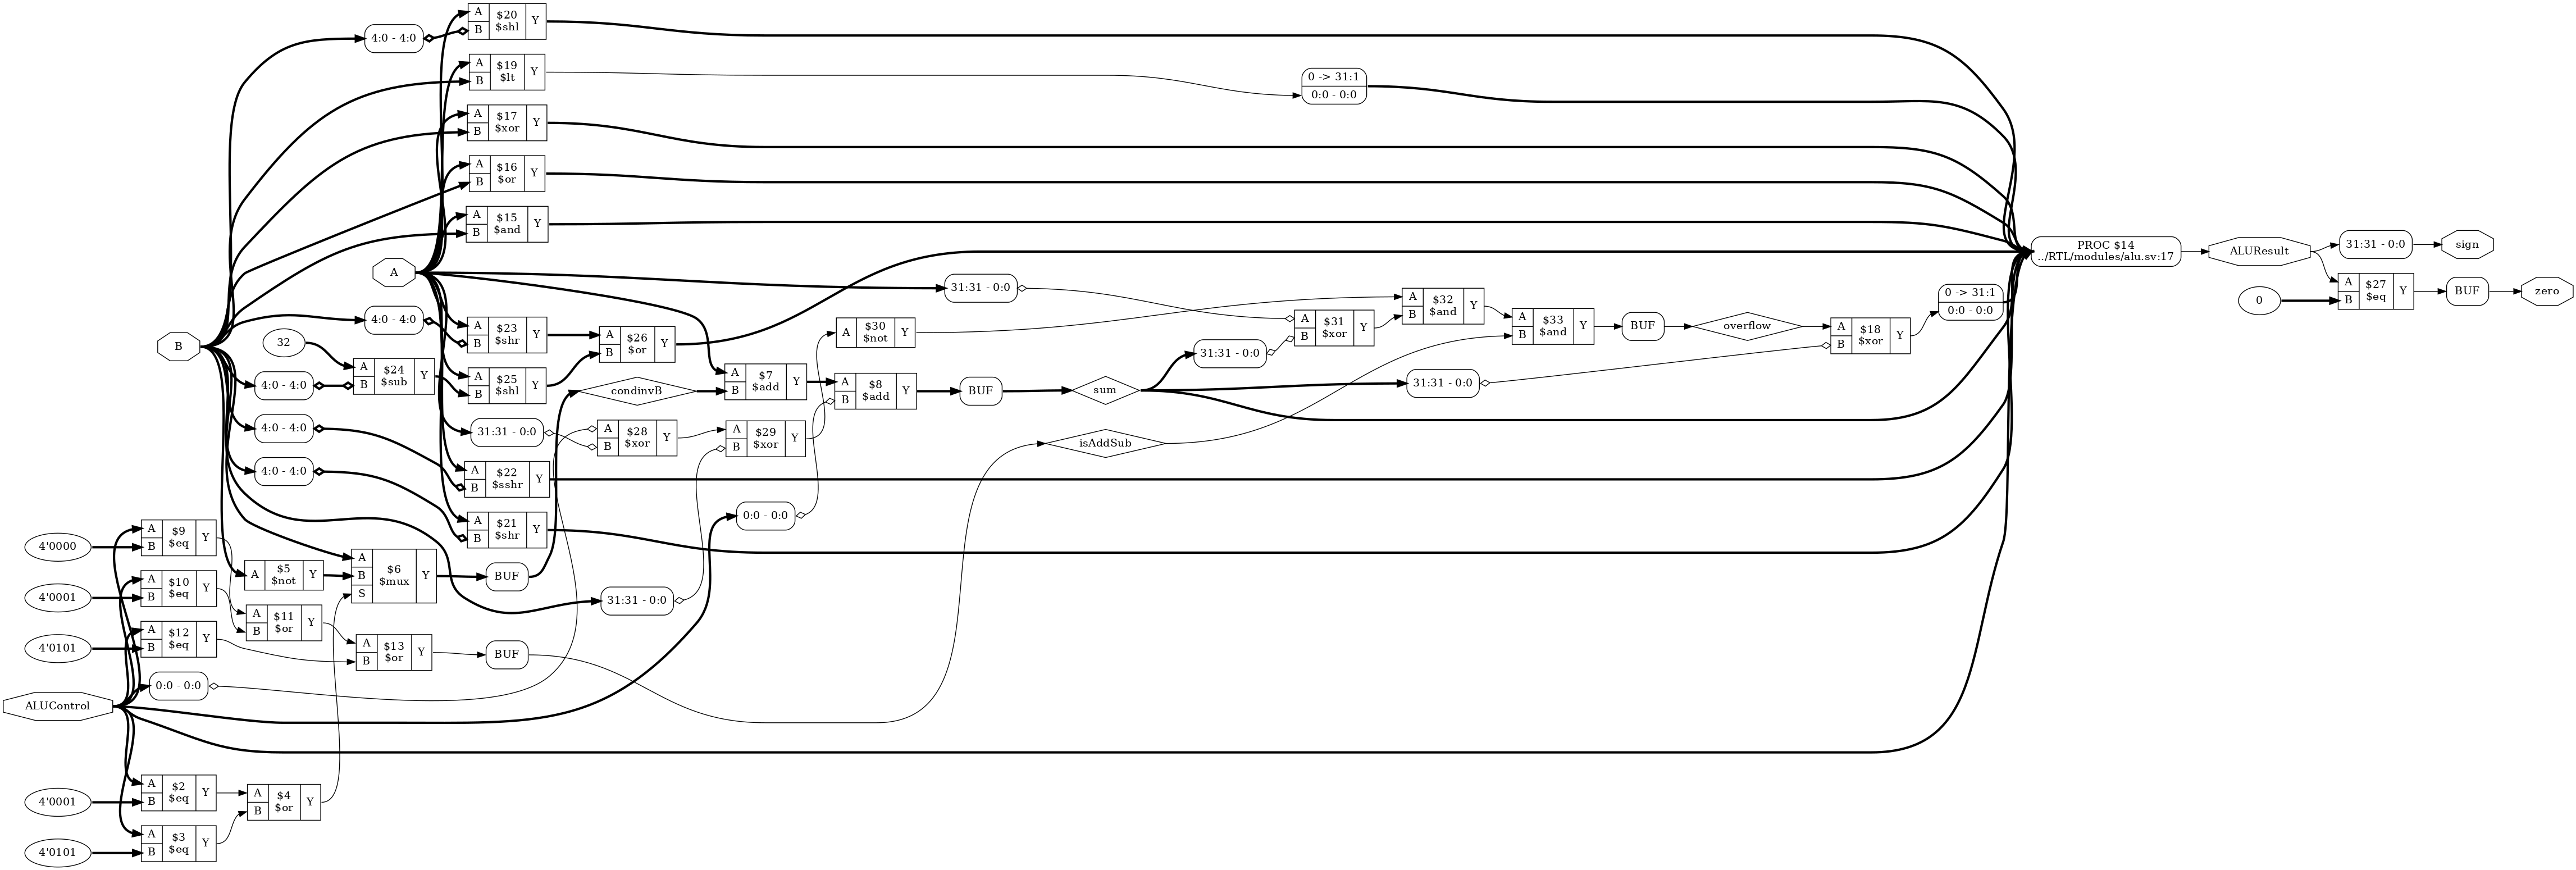 A
B
$20
$shl
Y
4:0 - 4:0
A
B
$19
$lt
Y
0 -> 31:1
0:0 - 0:0
A
B
$17
$xor
Y
A
B
$16
$or
Y
A
B
$15
$and
Y
PROC $14
../RTL/modules/alu.sv:17
ALUResult
31:31 - 0:0
sign
A
31:31 - 0:0
A
B
$27
$eq
Y
BUF
zero
0
0 -> 31:1
0:0 - 0:0
A
B
$32
$and
Y
4:0 - 4:0
A
B
$23
$shr
Y
A
$30
$not
Y
A
B
$31
$xor
Y
A
B
$33
$and
Y
BUF
overflow
A
B
$18
$xor
Y
32
A
B
$26
$or
Y
B
31:31 - 0:0
A
B
$24
$sub
Y
4:0 - 4:0
A
B
$25
$shl
Y
condinvB
A
B
$7
$add
Y
A
B
$8
$add
Y
BUF
sum
31:31 - 0:0
4:0 - 4:0
31:31 - 0:0
A
B
$28
$xor
Y
A
B
$29
$xor
Y
isAddSub
4:0 - 4:0
A
B
$22
$sshr
Y
0:0 - 0:0
A
B
$21
$shr
Y
A
B
$9
$eq
Y
4'0000
A
$5
$not
Y
A
B
S
$6
$mux
Y
BUF
31:31 - 0:0
A
B
$10
$eq
Y
4'0001
A
B
$11
$or
Y
A
B
$12
$eq
Y
4'0101
A
B
$13
$or
Y
BUF
0:0 - 0:0
ALUControl
A
B
$2
$eq
Y
4'0001
A
B
$4
$or
Y
A
B
$3
$eq
Y
4'0101